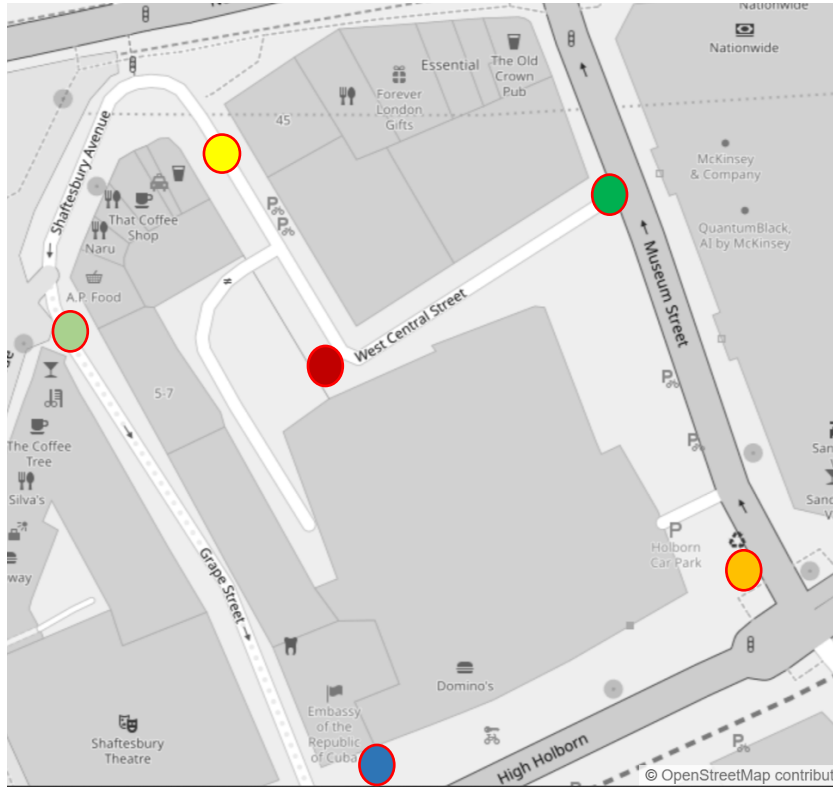 Nationwide
Nationwide
Essential
The Old
Crown
Pub
Forever
London
Gifts
45
Shaftesbury Avenue
McKinsey
& Company
That Coffee
Shop
Naru
QuantumBlack,
AI by McKinsey
Museum Street
A.P. Food
West Central Street
5-7
The Coffee
Tree
Silva's
way
Grape Street
Holborn
Car Park
Domino's
Embassy
of the
Republic
of Cuba
Shaftesbury
Theatre
High Holborn
© OpenStreetMap contribut